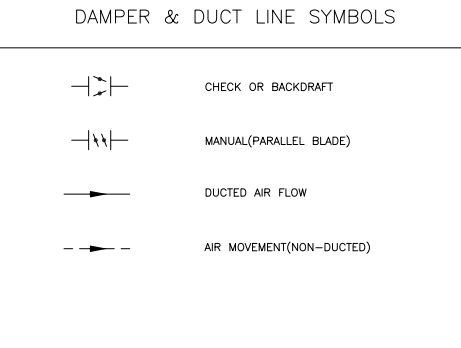 DAMPER & DUCT LINE SYMBOLS
CHECK OR BACKDRAFT
MANUAL(PARALLEL BLADE)
DUCTED AIR FLOW
AIR MOVEMENT(NON-DUCTED)